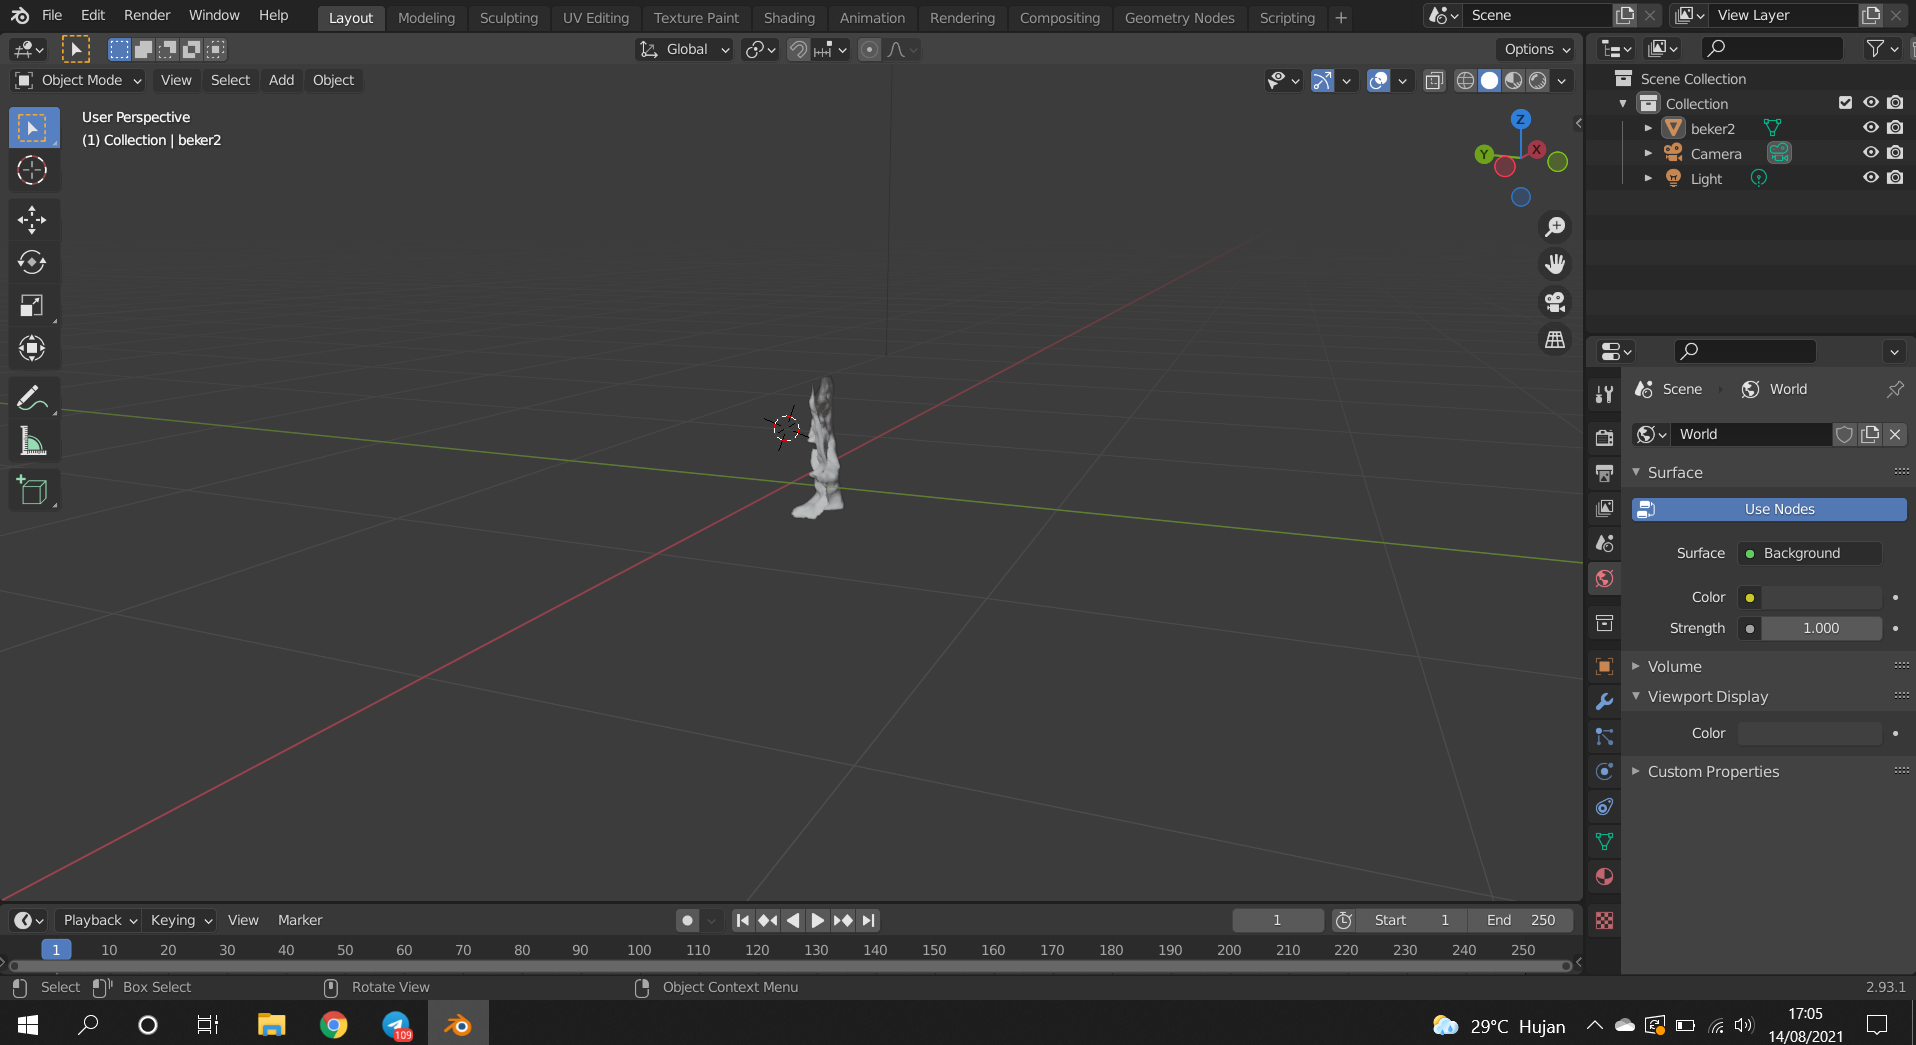 File Edit Render Window Help Layout Modeling Sculpting UV Editing Texture Paint Shading Animation Rendering Compositing Geometry Nodes Scripting + Scene View Layer
Global Options
Object Mode View Select Add Object
User Perspective
(1) Collection | beker2
Z
Y
X
Scene Collection
Collection
beker2
Camera
Light
Scene World
World
Surface
Use Nodes
Surface Background
Color
Strength 1.000
Volume
Viewport Display
Color
Custom Properties
Playback Keying View Marker 1 Start 1 End 250
1 10 20 30 40 50 60 70 80 90 100 110 120 130 140 150 160 170 180 190 200 210 220 230 240 250
Select Box Select Rotate View Object Context Menu 2.93.1
109
29°C Hujan
17:05
14/08/2021